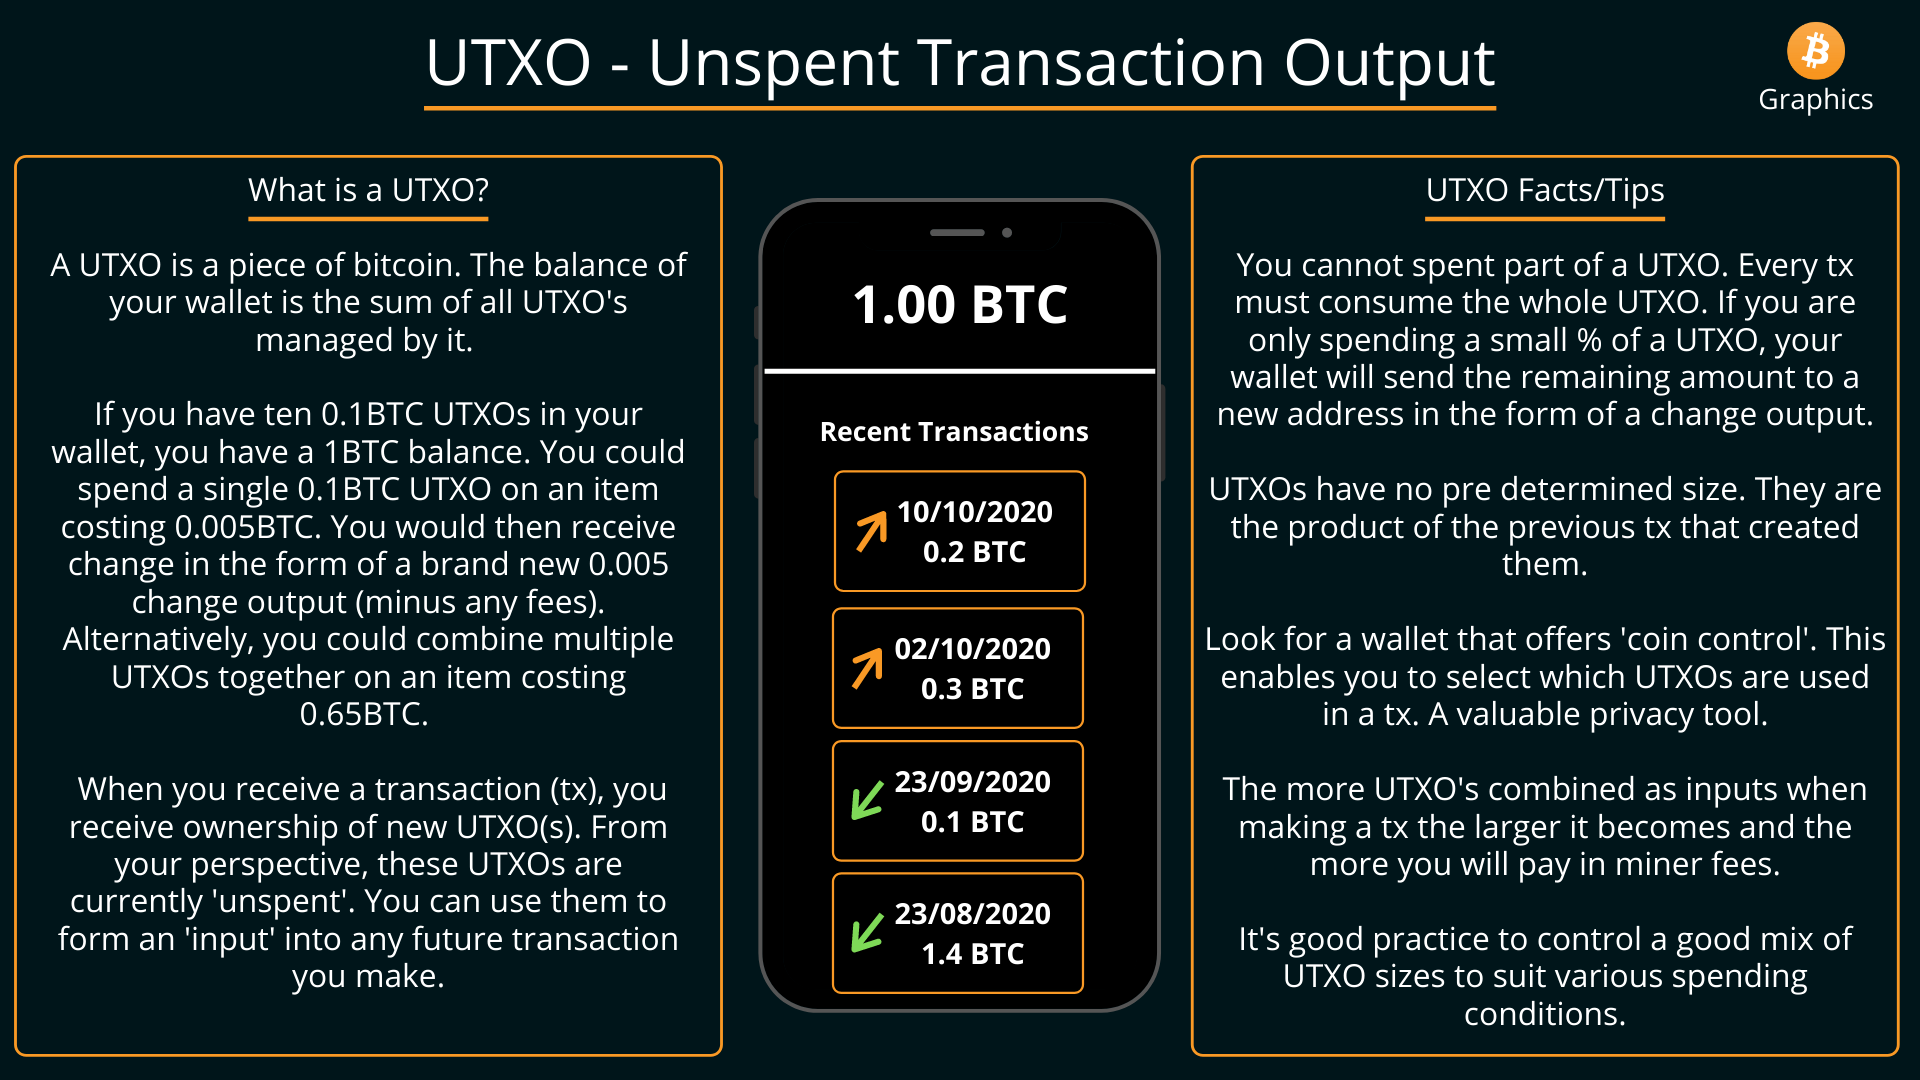 UTXO - Unspent Transaction Output
Graphics
What is a UTXO?
A UTXO is a piece of bitcoin. The balance of
your wallet is the sum of all UTXO's
managed by it.
If you have ten 0.1BTC UTXOs in your
wallet, you have a 1BTC balance. You could
spend a single 0.1BTC UTXO on an item
costing 0.005BTC. You would then receive
change in the form of a brand new 0.005
change output (minus any fees).
Alternatively, you could combine multiple
UTXOs together on an item costing
0.65BTC.
When you receive a transaction (tx), you
receive ownership of new UTXO(s). From
your perspective, these UTXOs are
currently 'unspent'. You can use them to
form an 'input' into any future transaction
you make.
1.00 BTC
Recent Transactions
10/10/2020
0.2 BTC
02/10/2020
0.3 BTC
23/09/2020
0.1 BTC
23/08/2020
1.4 BTC
UTXO Facts/Tips
You cannot spent part of a UTXO. Every tx
must consume the whole UTXO. If you are
only spending a small % of a UTXO, your
wallet will send the remaining amount to a
new address in the form of a change output.
UTXOs have no pre determined size. They are
the product of the previous tx that created
them.
Look for a wallet that offers 'coin control'. This
enables you to select which UTXOs are used
in a tx. A valuable privacy tool.
The more UTXO's combined as inputs when
making a tx the larger it becomes and the
more you will pay in miner fees.
It's good practice to control a good mix of
UTXO sizes to suit various spending
conditions.